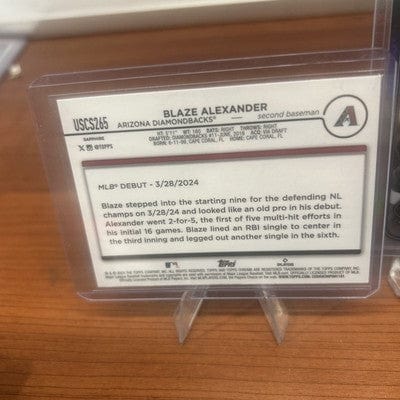 USCS265
SAPPHIRE
@TOPPS
BLAZE ALEXANDER
ARIZONA DIAMONDBACKS® second baseman
A
HT: 5'11" WT: 160 BATS: RIGHT THROWS: RIGHT
DRAFTED: DIAMONDBACKS #11-JUNE, 2018 ACQ: VIA DRAFT
BORN: 6-11-99, CAPE CORAL, FL HOME: CAPE CORAL, FL
MLB® DEBUT - 3/28/2024
Blaze stepped into the starting nine for the defending NL
champs on 3/28/24 and looked like an old pro in his debut.
Alexander went 2-for-5, the first of five multi-hit efforts in
his initial 16 games. Blaze lined an RBI single to center in
the third inning and legged out another single in the sixth.
Topps
PLAYERS